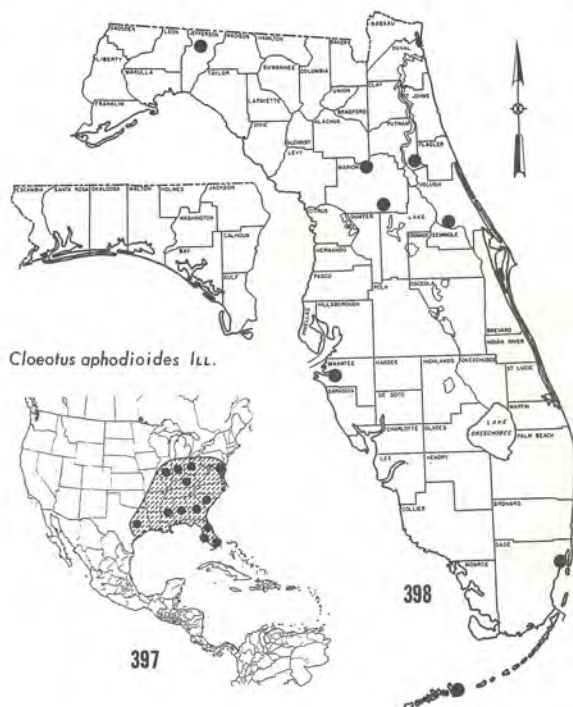 NASSAU
GADSDEN
LEON
JEFFERSON
MADISON
HAMILTON
BAKER
DUVAL
LIBERTY
WAKULLA
TAYLOR
SUWANNEE
COLUMBIA
CLAY
ST JOHNS
FRANKLIN
LAFAYETTE
UNION
BRADFORD
DIXIE
ALACHUA
PUTNAM
FLAGLER
GILCHRIST
LEVY
MARION
VOLUSIA
ESCAMBIA
SANTA ROSA
OKALOOSA
WALTON
HOLMES
JACKSON
WASHINGTON
BAY
CALHOUN
GULF
CITRUS
SUMTER
LAKE
ORANGE
SEMINOLE
HERNANDO
PASCO
POLK
OSCEOLA
HILLSBOROUGH
PINELLAS
BREVARD
INDIAN RIVER
Cloeotus aphodioides ILL.
MANATEE
HARDEE
HIGHLANDS
OKEECHOBEE
ST LUCIE
SARASOTA
DE SOTO
MARTIN
CHARLOTTE
GLADES
LAKE
OKEECHOBEE
PALM BEACH
LEE
HENDRY
COLLIER
BROWARD
DADE
MONROE
398
397